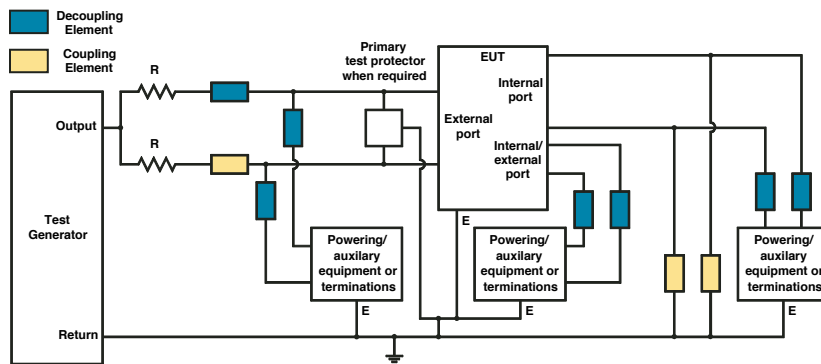 Decoupling
Element
Coupling
Element
Primary
test protector
when required
EUT
Internal
port
External
port
Internal/
external
port
R
R
Output
Test
Generator
Return
Powering/
auxilary
equipment or
terminations
E
E
Powering/
auxilary
equipment or
terminations
E
Powering/
auxilary
equipment or
terminations
E